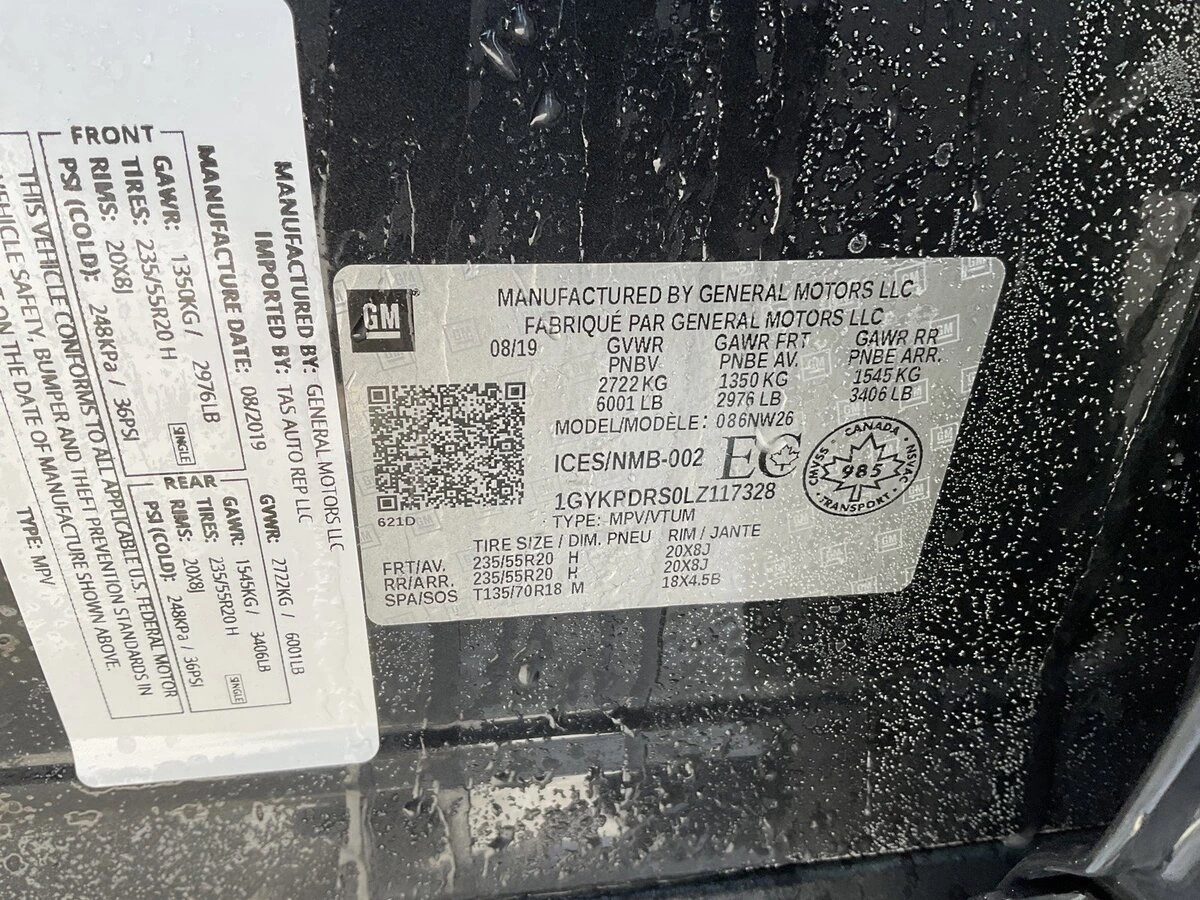 MANUFACTURED BY: GENERAL MOTORS LLC
IMPORTED BY: TAS AUTO REP LLC
MANUFACTURE DATE: 08/2019
GVWR: 2722KG / 6001LB
FRONT
GAWR: 1350KG / 2976LB
TIRES: 235/55R20 H
SINGLE
RIMS: 20X8J
PSI (COLD): 248KPa / 36PSI
REAR
GAWR: 1545KG / 3406LB
TIRES: 235/55R20 H
SINGLE
RIMS: 20X8J
PSI (COLD): 248KPa / 36PSI
THIS VEHICLE CONFORMS TO ALL APPLICABLE U.S. FEDERAL MOTOR
VEHICLE SAFETY, BUMPER AND THEFT PREVENTION STANDARDS IN
ON THE DATE OF MANUFACTURE SHOWN ABOVE.
TYPE: MPV
GM
MANUFACTURED BY GENERAL MOTORS LLC
FABRIQUÉ PAR GENERAL MOTORS LLC
08/19 GVWR GAWR FRT GAWR RR
PNBV PNBE AV. PNBE ARR.
2722 KG 1350 KG 1545 KG
6001 LB 2976 LB 3406 LB
MODEL/MODÈLE: 086NW26
ICES/NMB-002 EC
CANADA
CMVSS 985 NSVAC
TRANSPORT
1GYKPDRS0LZ117328
621D
TYPE: MPV/VTUM
TIRE SIZE / DIM. PNEU RIM / JANTE
FRT/AV. 235/55R20 H 20X8J
RR/ARR. 235/55R20 H 20X8J
SPA/SOS T135/70R18 M 18X4.5B